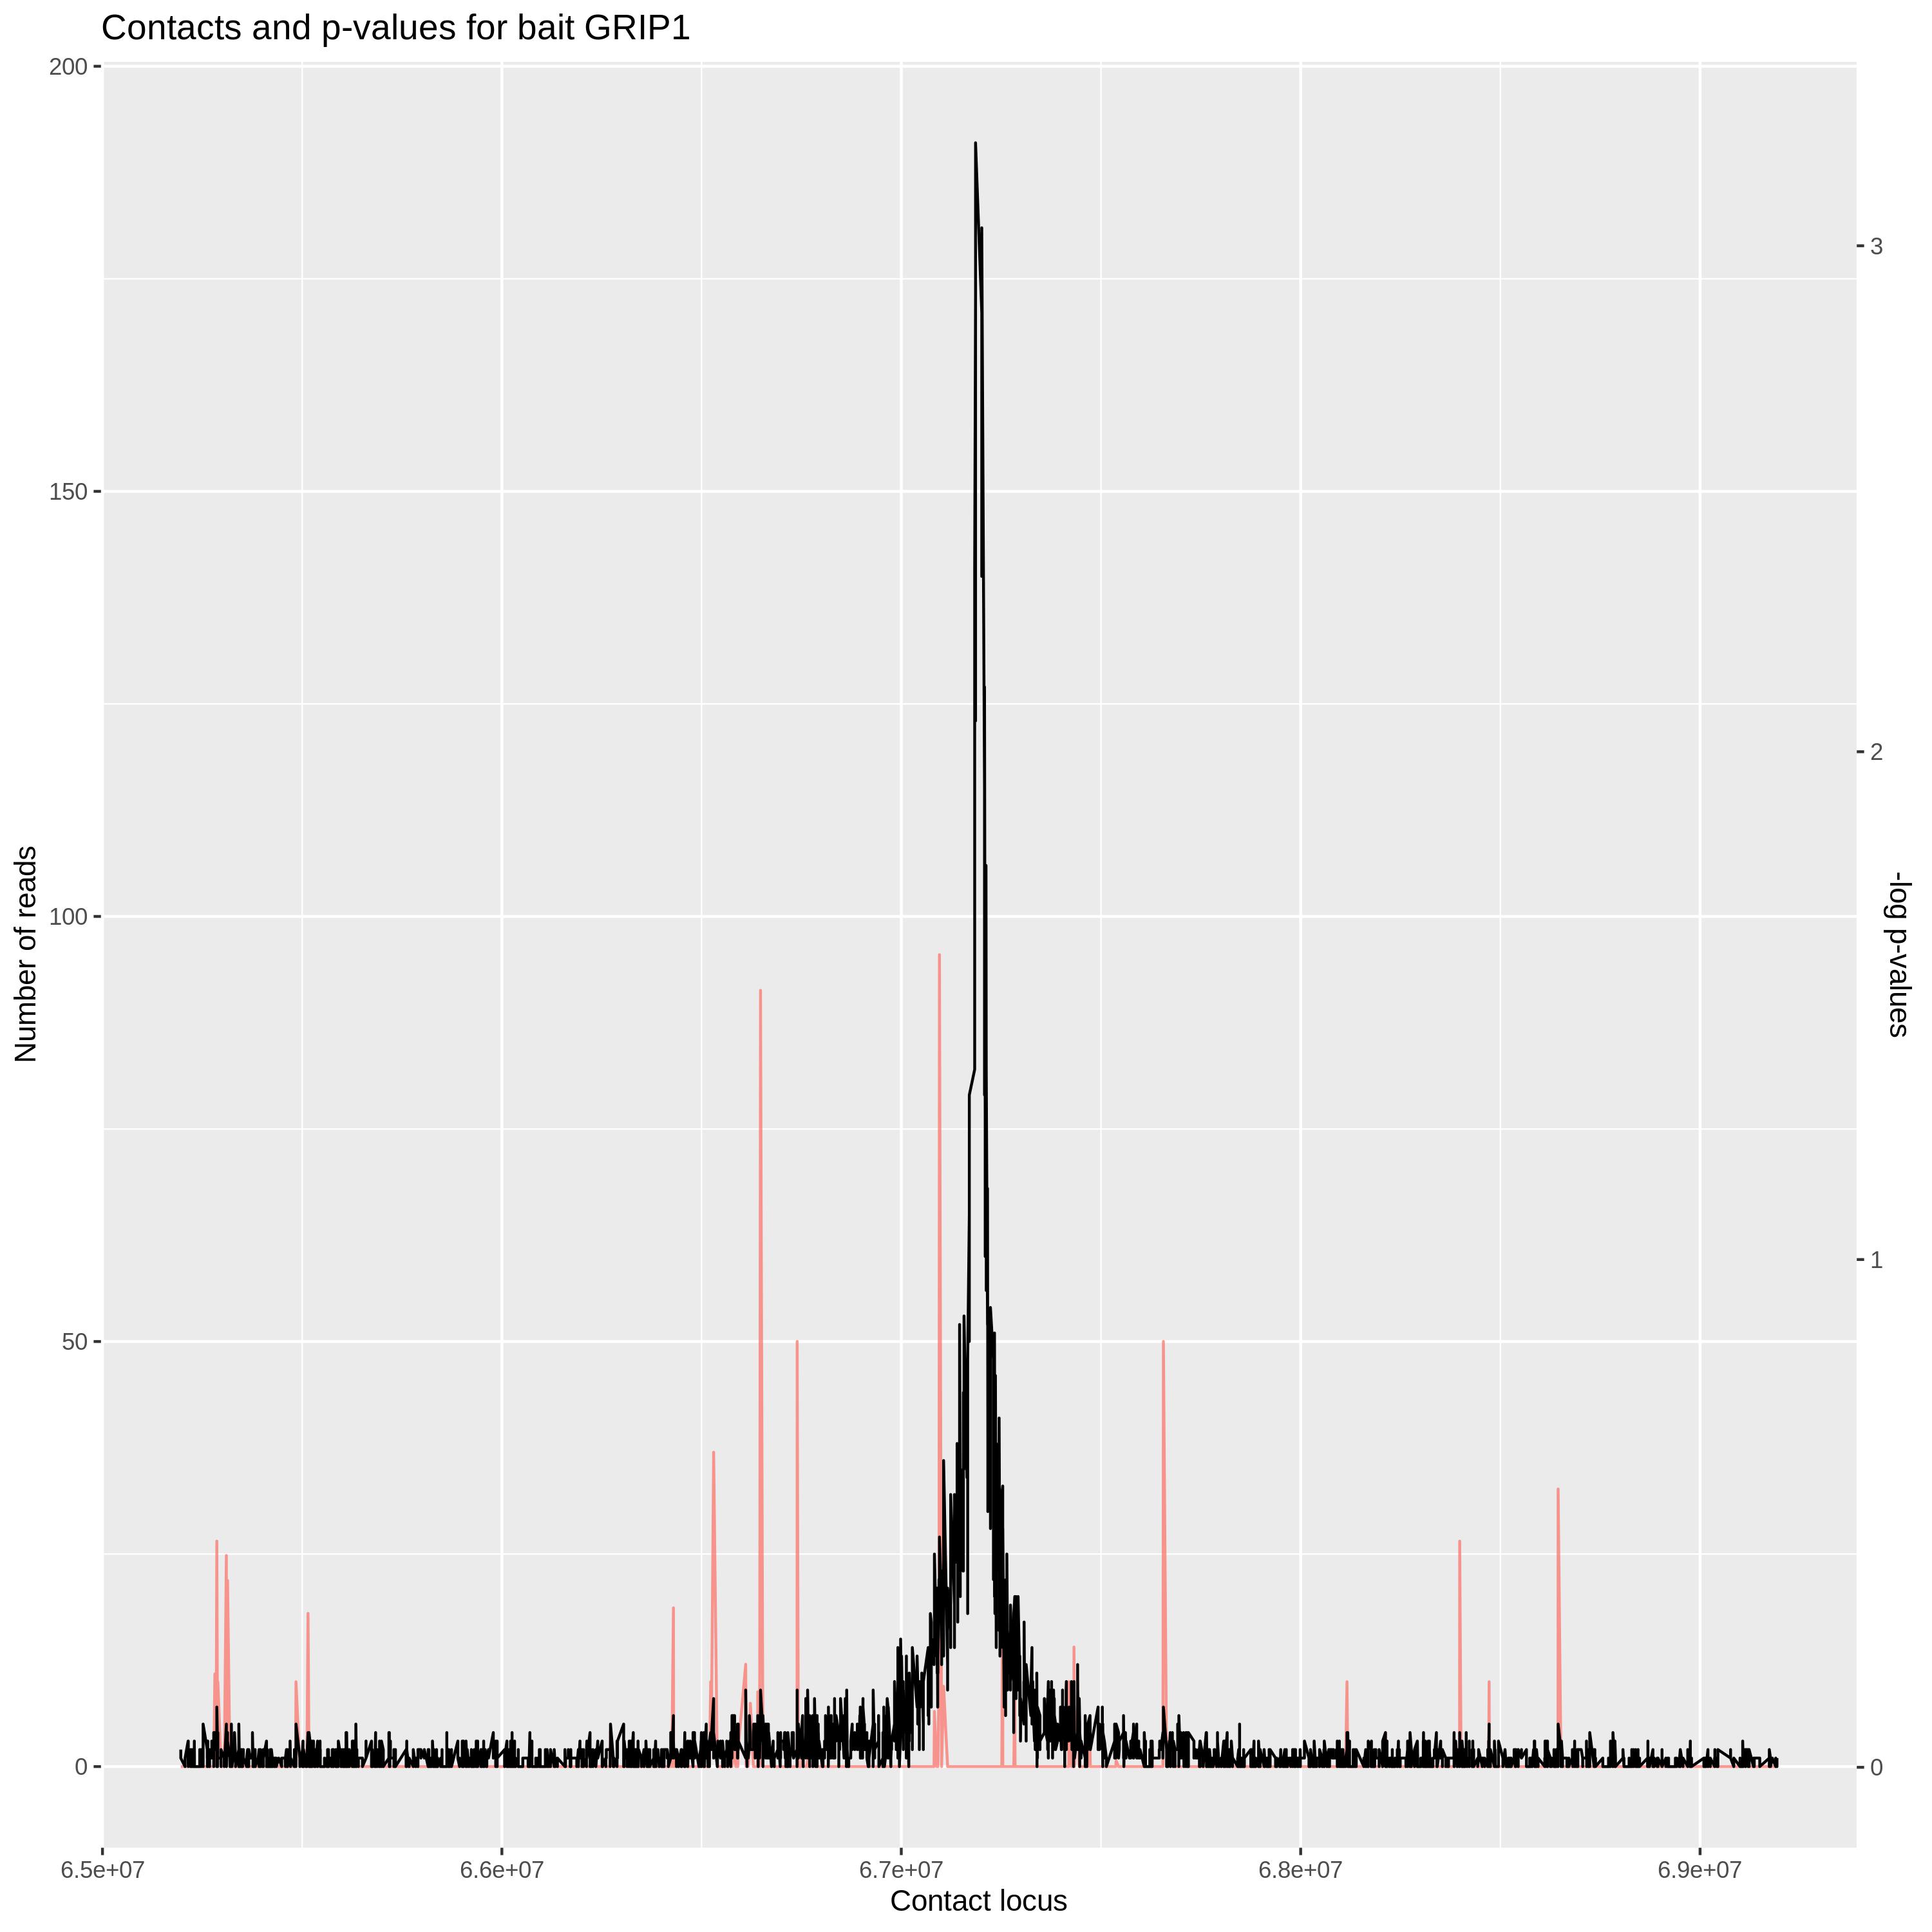 Contacts and p-values for bait GRIP1
200
150
100
50
0
Number of reads
3
2
1
0
-log p-values
6.5e+07 6.6e+07 6.7e+07 6.8e+07 6.9e+07
Contact locus